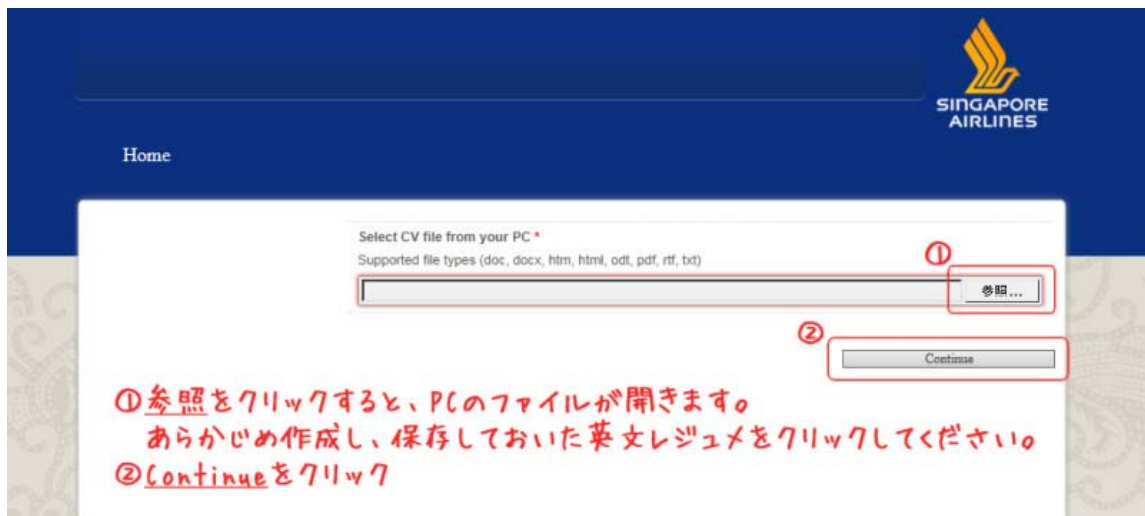 SINGAPORE
AIRLINES
Home
Select CV file from your PC *
Supported file types (doc, docx, htm, html, odt, pdf, rtf, txt)
①
参照...
②
Continue
①参照をクリックすると、PCのファイルが開きます。
あらかじめ作成し、保存しておいた英文レジュメをクリックしてください。
②Continueをクリック